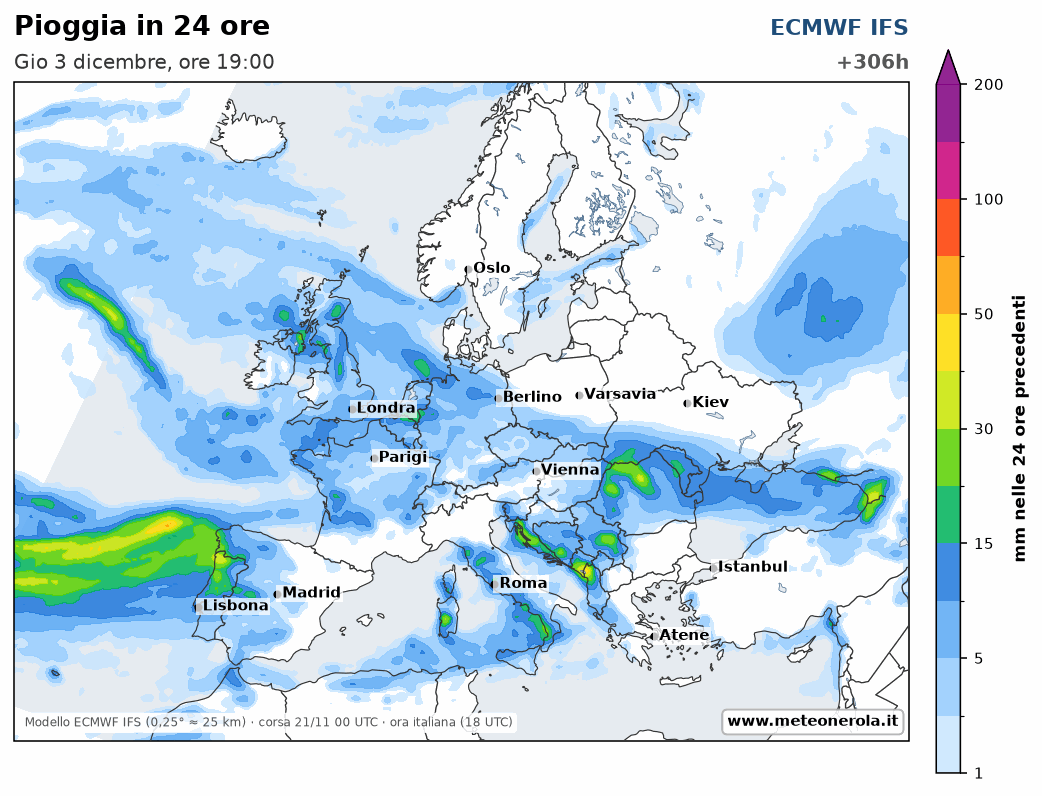 Pioggia in 24 ore
ECMWF IFS
Gio 3 dicembre, ore 19:00
+306h
200
100
50
30
15
5
1
mm nelle 24 ore precedenti
Oslo
Berlino
Varsavia
Kiev
Londra
Parigi
Vienna
Istanbul
Roma
Madrid
Lisbona
Atene
Modello ECMWF IFS (0,25° ≈ 25 km) · corsa 21/11 00 UTC · ora italiana (18 UTC)
www.meteonerola.it